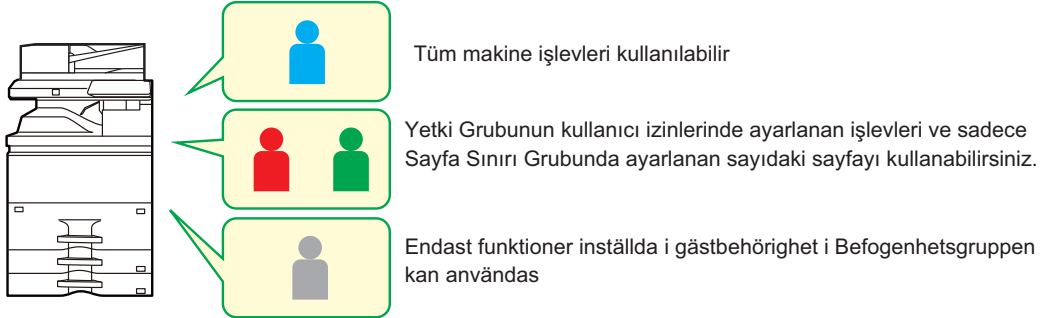 Tüm makine işlevleri kullanılabilir
Yetki Grubunun kullanıcı izinlerinde ayarlanan işlevleri ve sadece
Sayfa Sınırı Grubunda ayarlanan sayıdaki sayfayı kullanabilirsiniz.
Endast funktioner inställda i gästbehörighet i Befogenhetsgruppen
kan användas